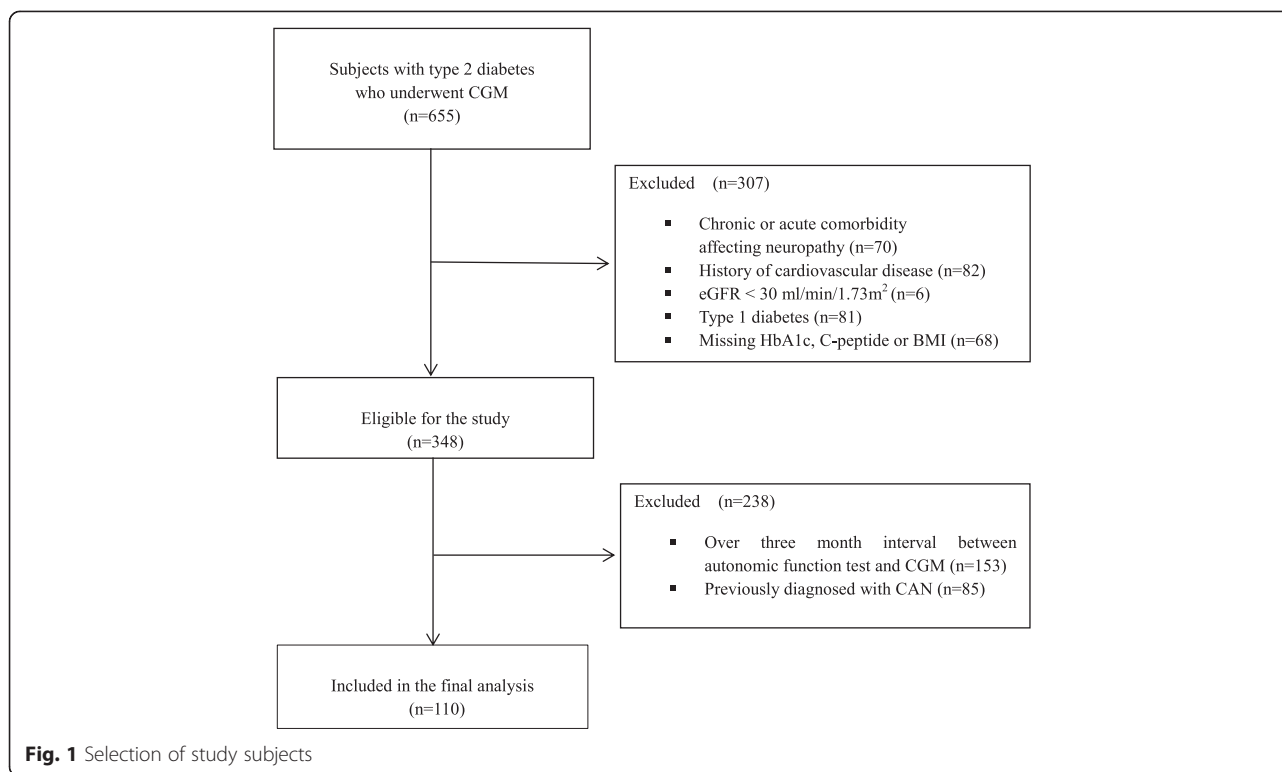 Subjects with type 2 diabetes
who underwent CGM
(n=655)
Excluded (n=307)
▪ Chronic or acute comorbidity
affecting neuropathy (n=70)
▪ History of cardiovascular disease (n=82)
▪ eGFR < 30 ml/min/1.73m² (n=6)
▪ Type 1 diabetes (n=81)
▪ Missing HbA1c, C-peptide or BMI (n=68)
Eligible for the study
(n=348)
Excluded (n=238)
▪ Over three month interval between
autonomic function test and CGM (n=153)
▪ Previously diagnosed with CAN (n=85)
Included in the final analysis
(n=110)
Fig. 1 Selection of study subjects